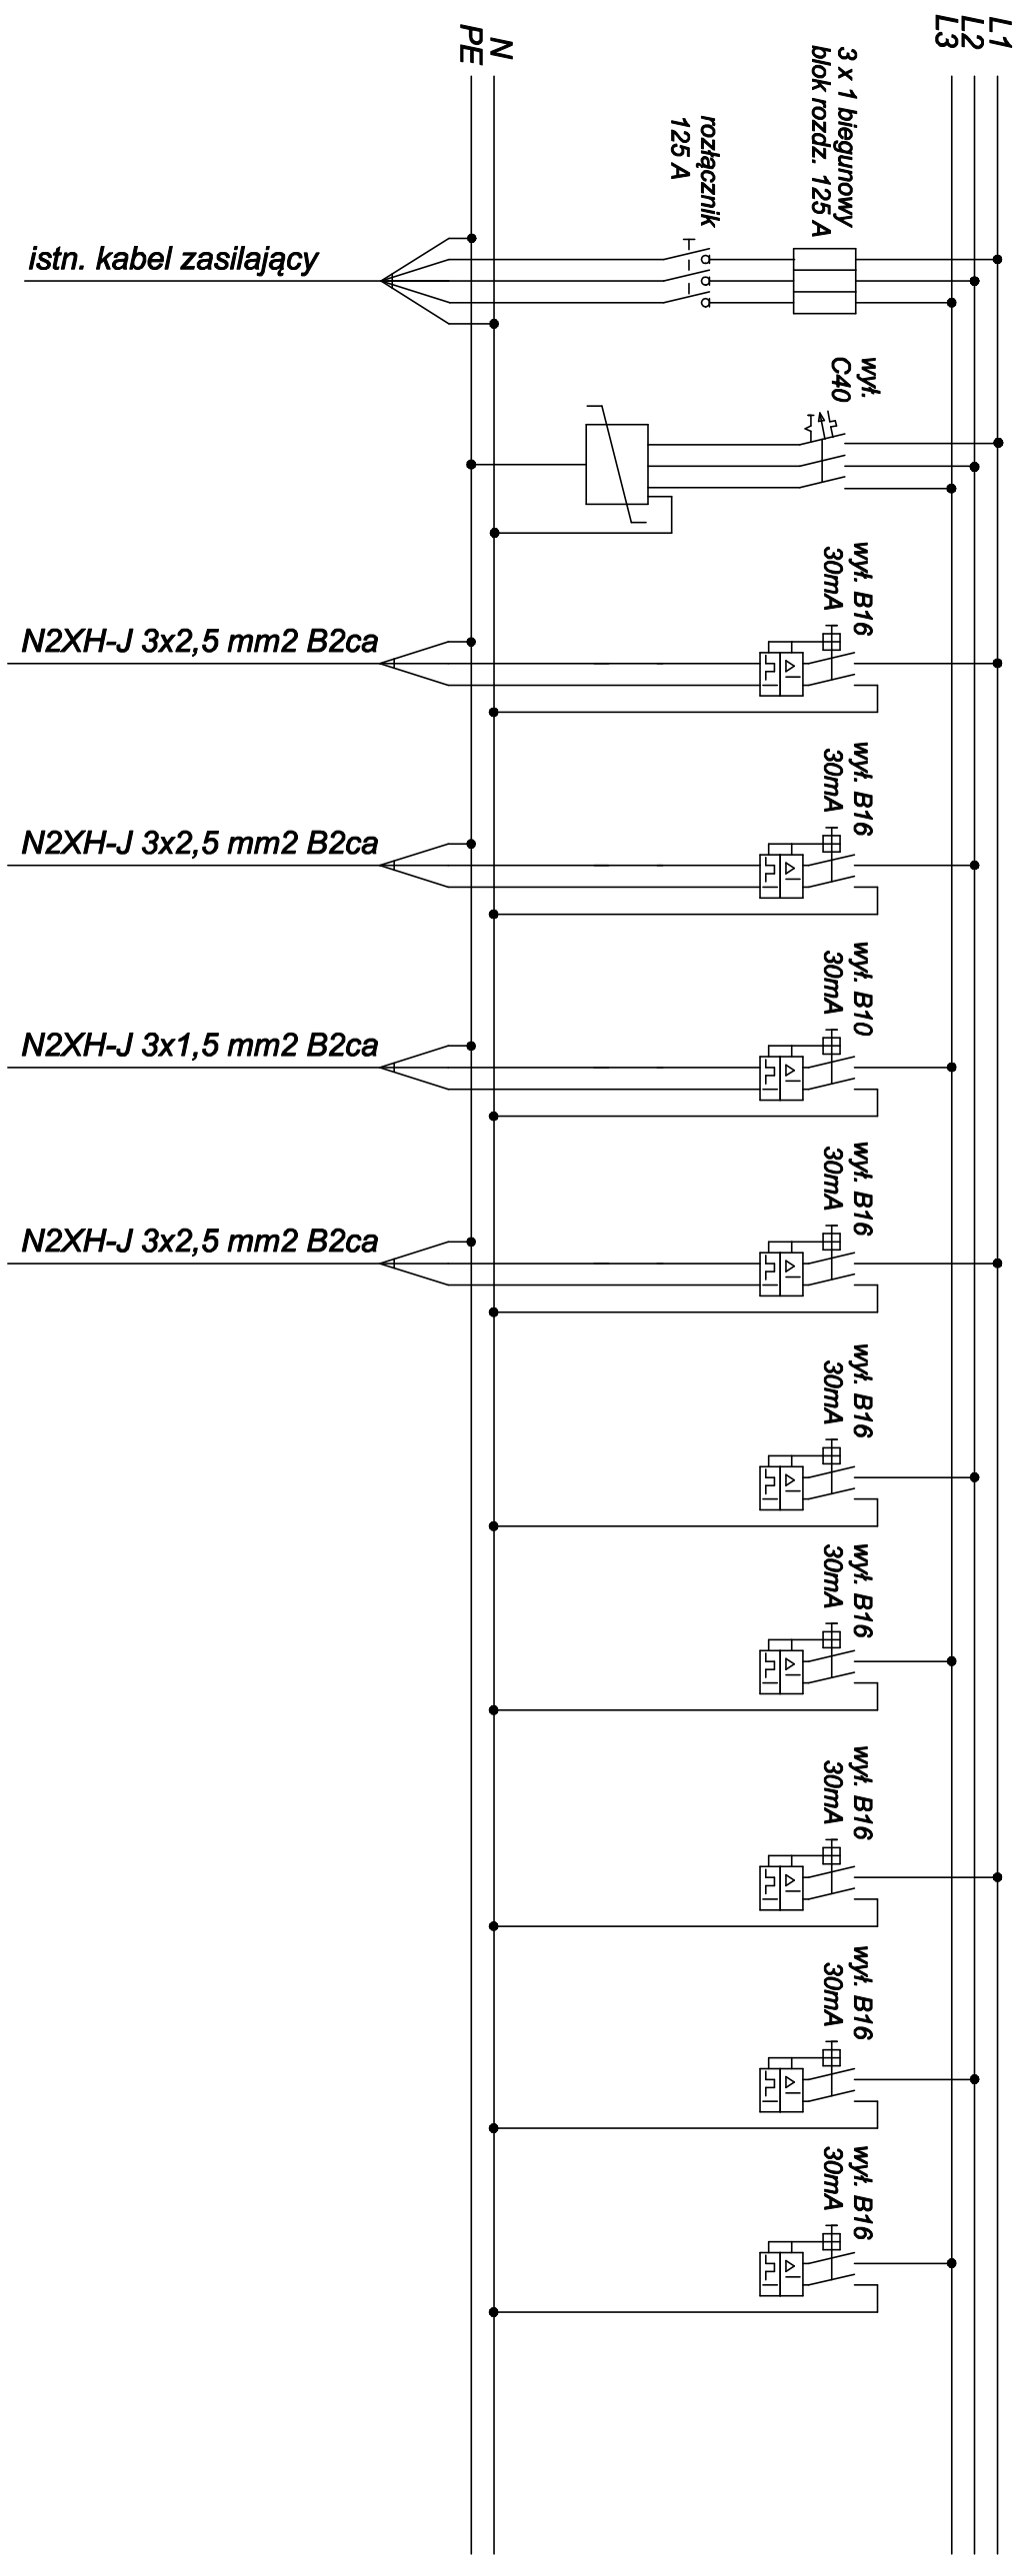 L1
L2
L3
N
PE
3 x 1 biegunowy
blok rozdz. 125 A
rozłącznik
125 A
istn. kabel zasilający
wył.
C40
wył. B16
30mA
N2XH-J 3x2,5 mm2 B2ca
wył. B16
30mA
N2XH-J 3x2,5 mm2 B2ca
wył. B10
30mA
N2XH-J 3x1,5 mm2 B2ca
wył. B16
30mA
N2XH-J 3x2,5 mm2 B2ca
wył. B16
30mA
wył. B16
30mA
wył. B16
30mA
wył. B16
30mA
wył. B16
30mA